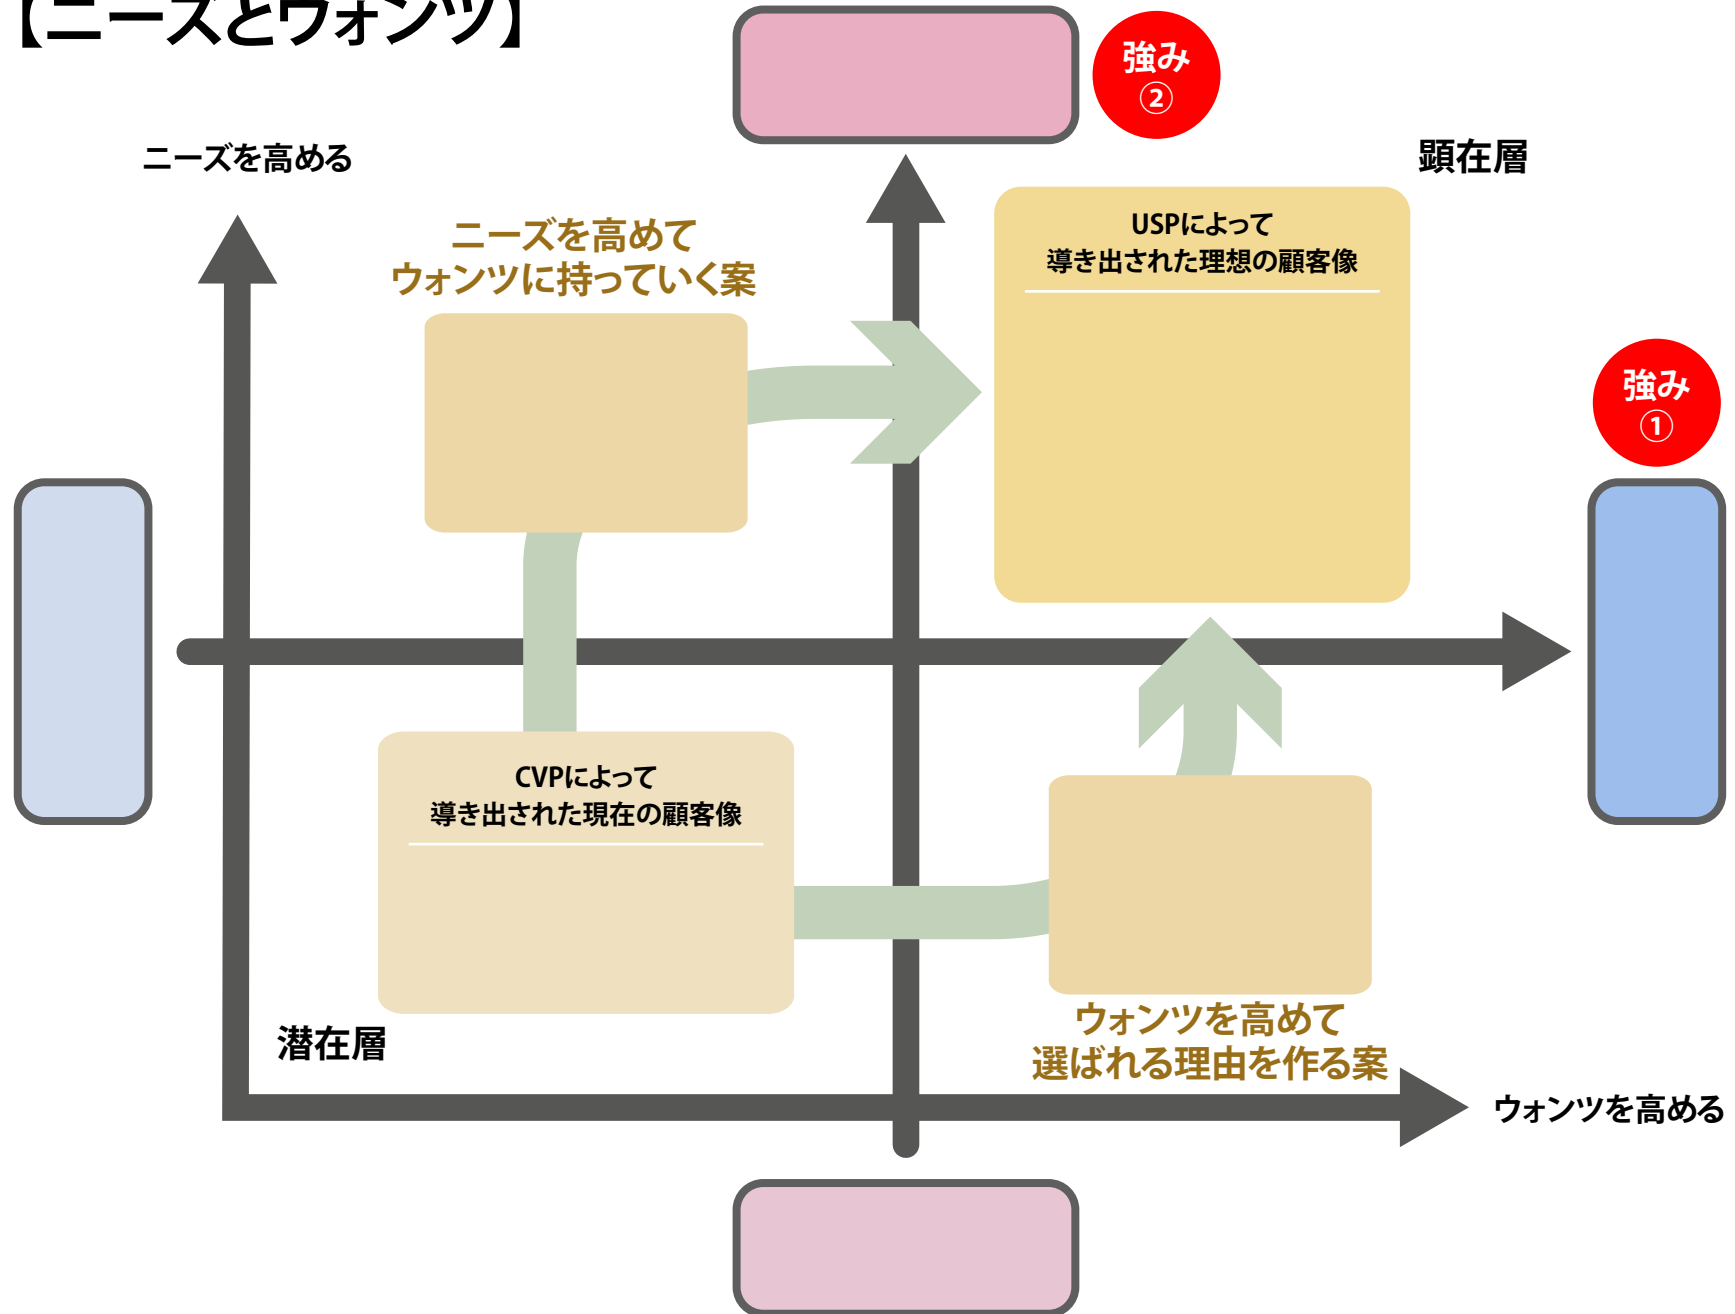 【ニーズとウォンツ】
強み
②
ニーズを高める
顕在層
ニーズを高めて
ウォンツに持っていく案
USPによって
導き出された理想の顧客像
強み
①
CVPによって
導き出された現在の顧客像
潜在層
ウォンツを高めて
選ばれる理由を作る案
ウォンツを高める